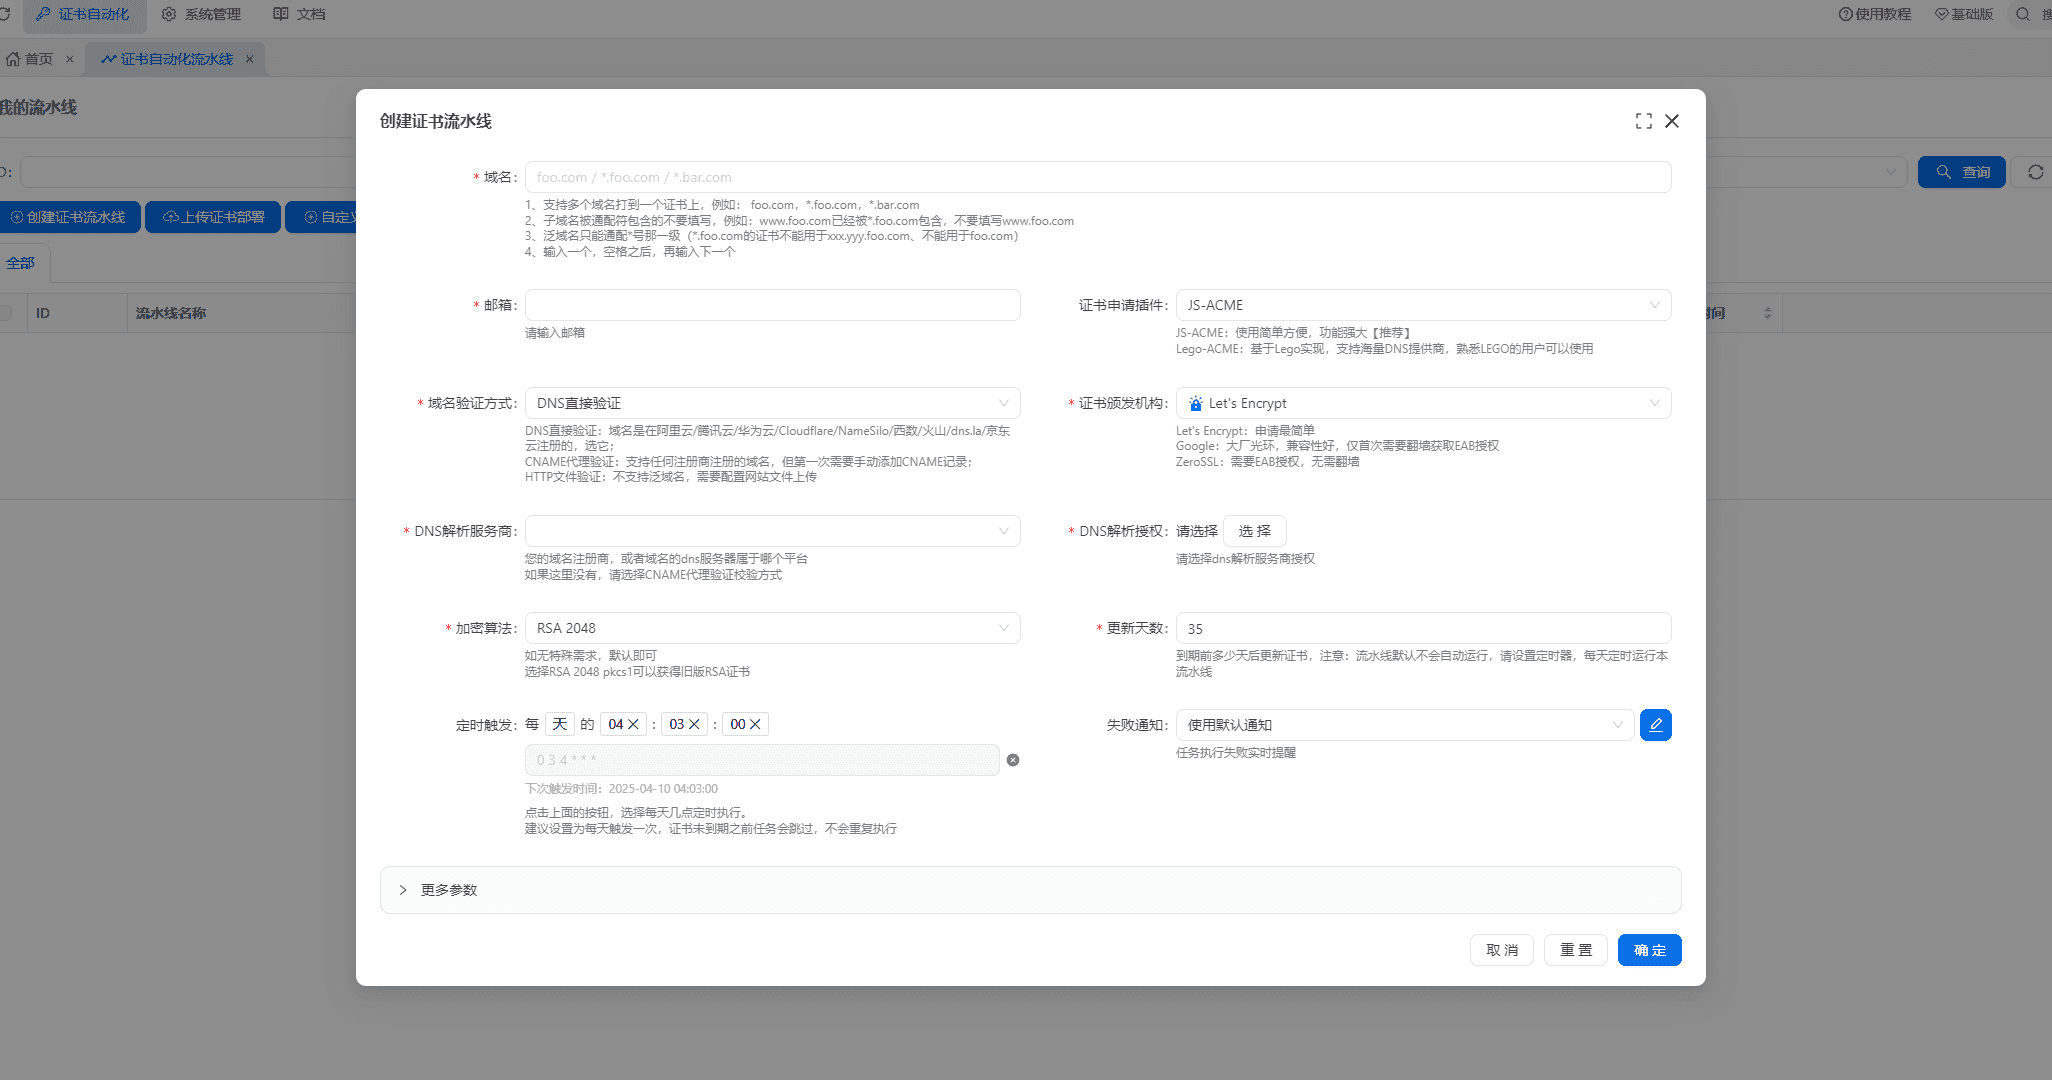 证书自动化 系统管理 文档 使用教程 基础版
首页 证书自动化流水线
我的流水线
查询
创建证书流水线 上传证书部署 自定义
全部
ID 流水线名称 时间
创建证书流水线
* 域名: foo.com / *.foo.com / *.bar.com
1、支持多个域名打到一个证书上，例如： foo.com，*.foo.com，*.bar.com
2、子域名被通配符包含的不要填写，例如：www.foo.com已经被*.foo.com包含，不要填写www.foo.com
3、泛域名只能通配*号那一级（*.foo.com的证书不能用于xxx.yyy.foo.com、不能用于foo.com）
4、输入一个，空格之后，再输入下一个
* 邮箱:
请输入邮箱
证书申请插件: JS-ACME
JS-ACME：使用简单方便，功能强大【推荐】
Lego-ACME：基于Lego实现，支持海量DNS提供商，熟悉LEGO的用户可以使用
* 域名验证方式: DNS直接验证
DNS直接验证：域名是在阿里云/腾讯云/华为云/Cloudflare/NameSilo/西数/火山/dns.la/京东
云注册的，选它；
CNAME代理验证：支持任何注册商注册的域名，但第一次需要手动添加CNAME记录；
HTTP文件验证：不支持泛域名，需要配置网站文件上传
* 证书颁发机构: Let's Encrypt
Let's Encrypt：申请最简单
Google：大厂光环，兼容性好，仅首次需要翻墙获取EAB授权
ZeroSSL：需要EAB授权，无需翻墙
* DNS解析服务商:
您的域名注册商，或者域名的dns服务器属于哪个平台
如果这里没有，请选择CNAME代理验证校验方式
* DNS解析授权: 请选择 选 择
请选择dns解析服务商授权
* 加密算法: RSA 2048
如无特殊需求，默认即可
选择RSA 2048 pkcs1可以获得旧版RSA证书
* 更新天数: 35
到期前多少天后更新证书，注意：流水线默认不会自动运行，请设置定时器，每天定时运行本
流水线
定时触发: 每 天 的 04 : 03 : 00
0 3 4 * * *
下次触发时间：2025-04-10 04:03:00
点击上面的按钮，选择每天几点定时执行。
建议设置为每天触发一次，证书未到期之前任务会跳过，不会重复执行
失败通知: 使用默认通知
任务执行失败实时提醒
更多参数
取 消 重 置 确 定